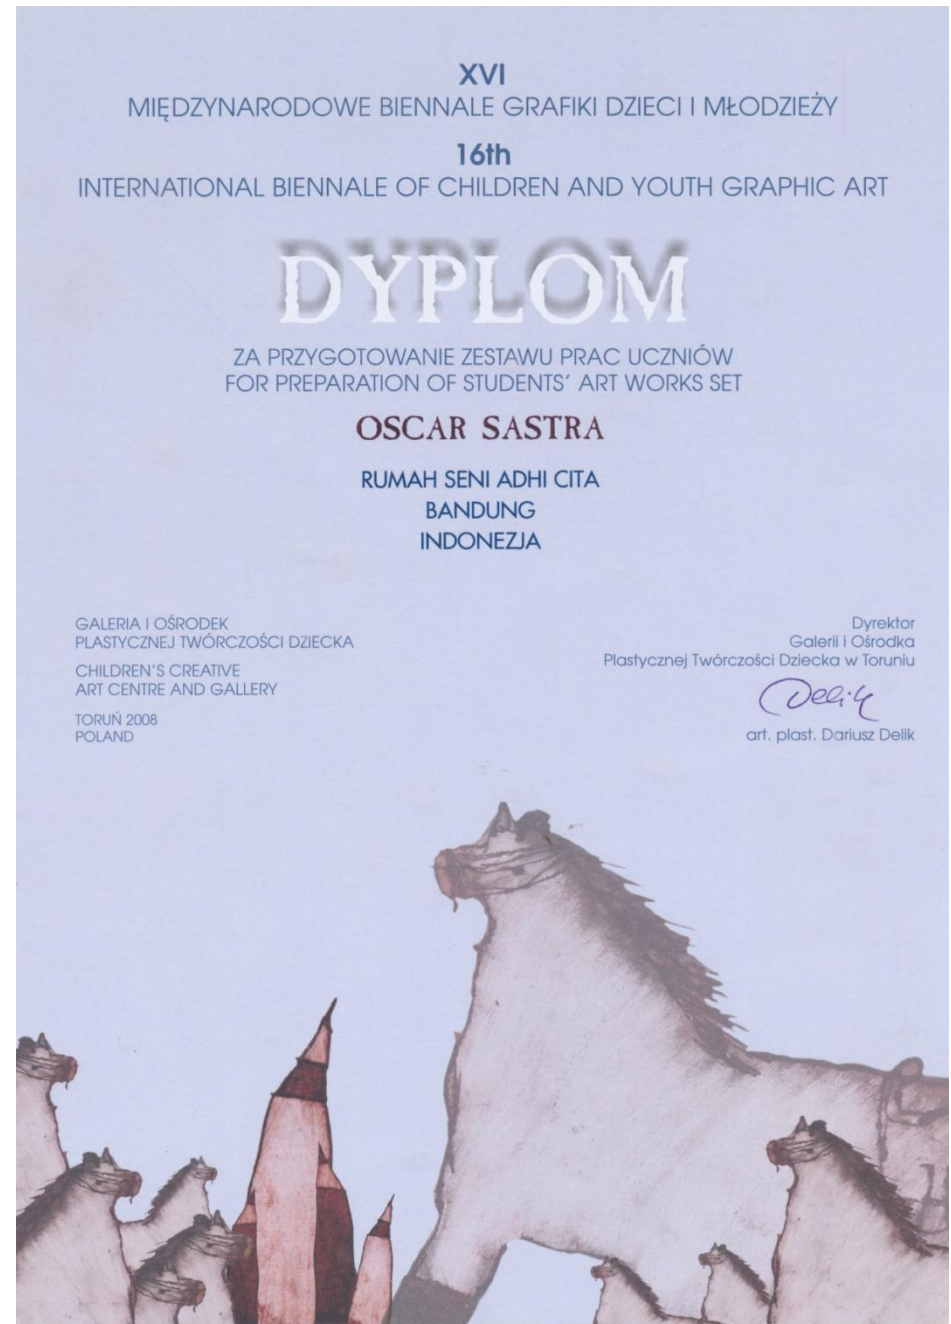 XVI
MIĘDZYNARODOWE BIENNALE GRAFIKI DZIECI I MŁODZIEŻY
16th
INTERNATIONAL BIENNALE OF CHILDREN AND YOUTH GRAPHIC ART
DYPLOM
ZA PRZYGOTOWANIE ZESTAWU PRAC UCZNIÓW
FOR PREPARATION OF STUDENTS' ART WORKS SET
OSCAR SASTRA
RUMAH SENI ADHI CITA
BANDUNG
INDONEZJA
GALERIA I OŚRODEK
PLASTYCZNEJ TWÓRCZOŚCI DZIECKA
CHILDREN'S CREATIVE
ART CENTRE AND GALLERY
TORUŃ 2008
POLAND
Dyrektor
Galerii i Ośrodka
Plastycznej Twórczości Dziecka w Toruniu
Delik
art. plast. Dariusz Delik